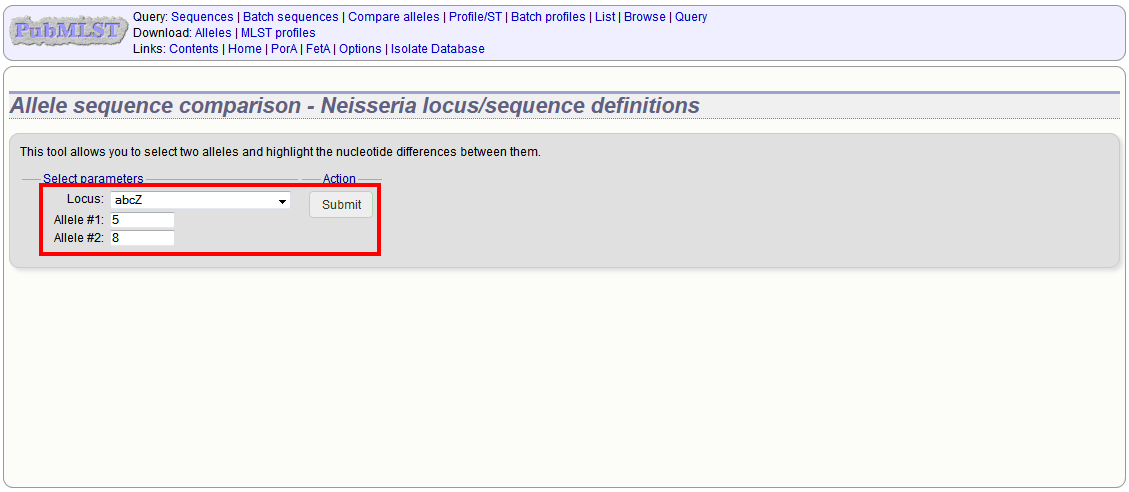 PubMLST
Query: Sequences | Batch sequences | Compare alleles | Profile/ST | Batch profiles | List | Browse | Query
Download: Alleles | MLST profiles
Links: Contents | Home | PorA | FetA | Options | Isolate Database
Allele sequence comparison - Neisseria locus/sequence definitions
This tool allows you to select two alleles and highlight the nucleotide differences between them.
Select parameters Action
Locus: abcZ Submit
Allele #1: 5
Allele #2: 8